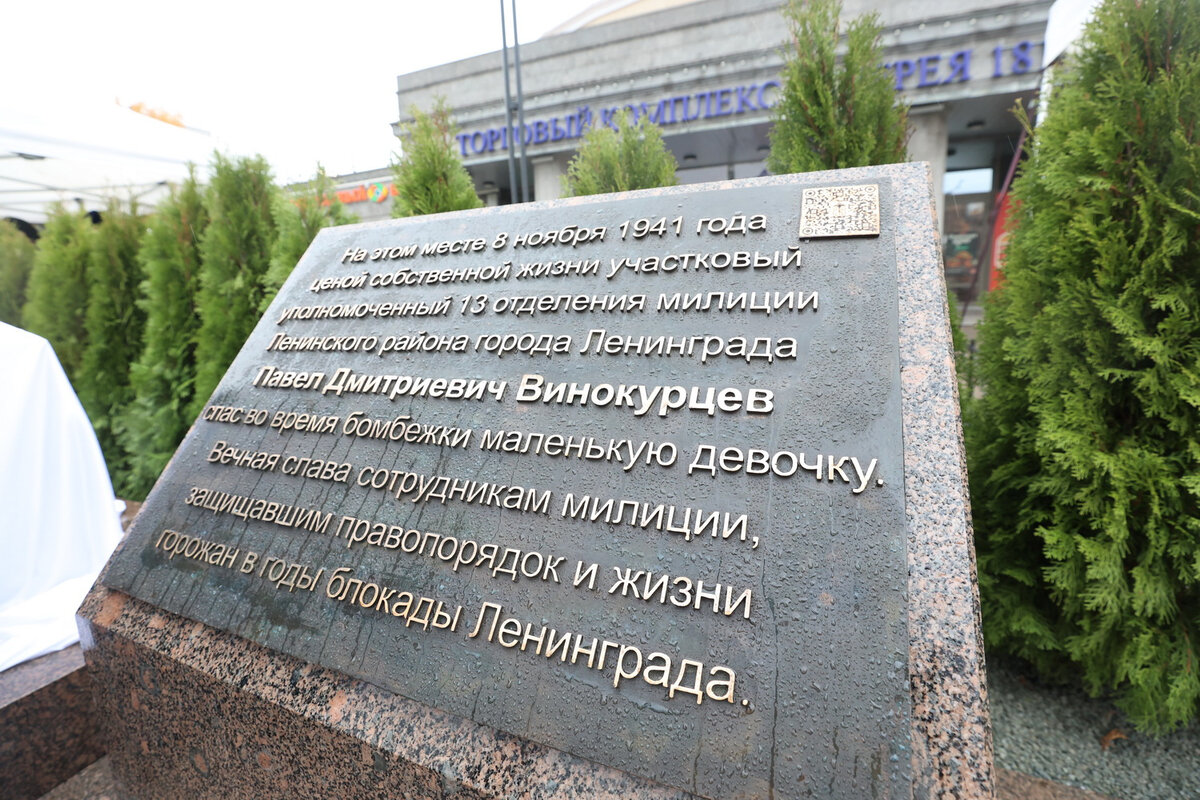 ТОРГОВЫЙ КОМПЛЕКС
На этом месте 8 ноября 1941 года
ценой собственной жизни участковый
уполномоченный 13 отделения милиции
Ленинского района города Ленинграда
Павел Дмитриевич Винокурцев
спас во время бомбежки маленькую девочку.
Вечная слава сотрудникам милиции,
защищавшим правопорядок и жизни
горожан в годы блокады Ленинграда.